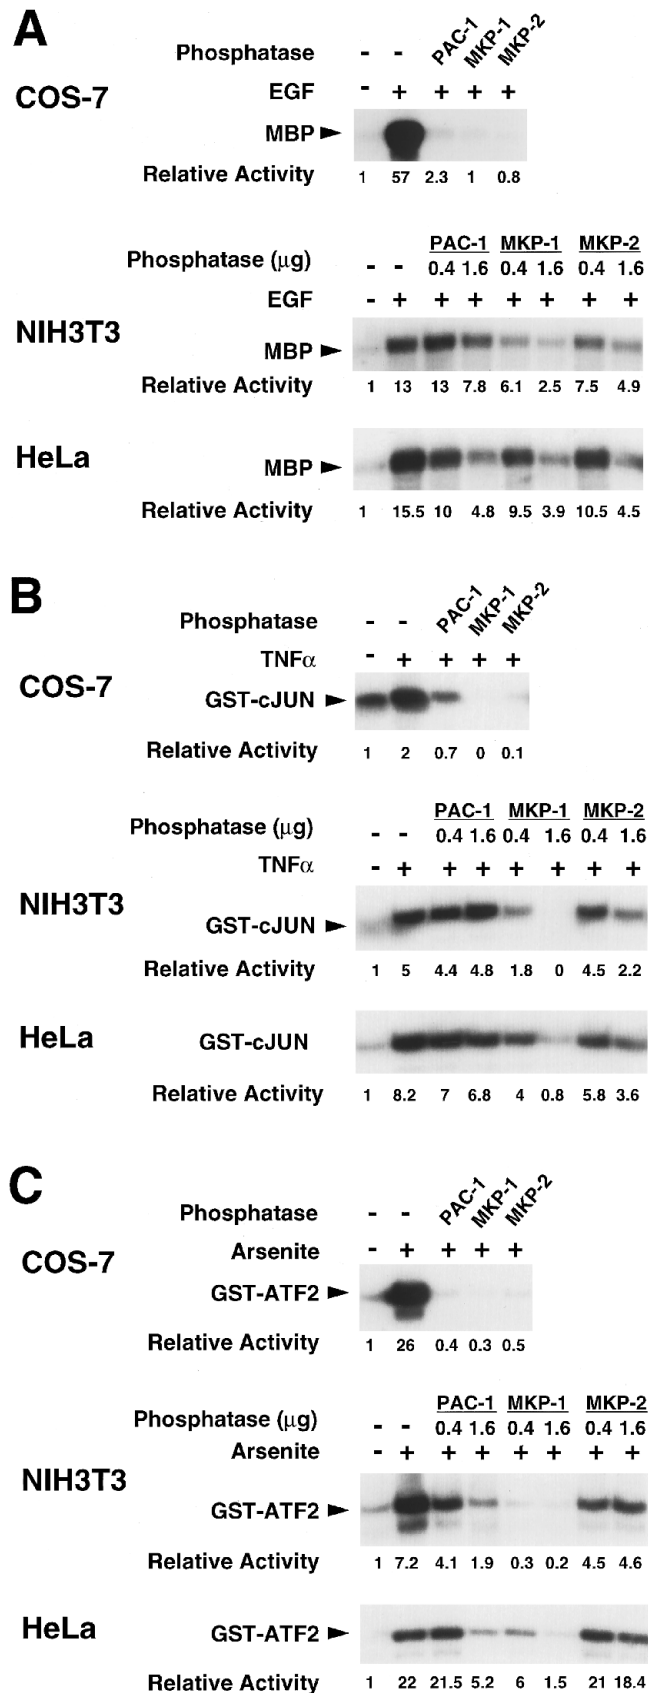 A
Phosphatase - - PAC-1 MKP-1 MKP-2
COS-7
EGF - + + + +
MBP
Relative Activity 1 57 2.3 1 0.8
PAC-1 MKP-1 MKP-2
Phosphatase (μg) - - 0.4 1.6 0.4 1.6 0.4 1.6
EGF - + + + + + + +
NIH3T3
MBP
Relative Activity 1 13 13 7.8 6.1 2.5 7.5 4.9
HeLa
MBP
Relative Activity 1 15.5 10 4.8 9.5 3.9 10.5 4.5
B
Phosphatase - - PAC-1 MKP-1 MKP-2
TNFα - + + + +
COS-7
GST-cJUN
Relative Activity 1 2 0.7 0 0.1
PAC-1 MKP-1 MKP-2
Phosphatase (μg) - - 0.4 1.6 0.4 1.6 0.4 1.6
TNFα - + + + + + + +
NIH3T3
GST-cJUN
Relative Activity 1 5 4.4 4.8 1.8 0 4.5 2.2
HeLa GST-cJUN
Relative Activity 1 8.2 7 6.8 4 0.8 5.8 3.6
C
Phosphatase - - PAC-1 MKP-1 MKP-2
Arsenite - + + + +
COS-7
GST-ATF2
Relative Activity 1 26 0.4 0.3 0.5
PAC-1 MKP-1 MKP-2
Phosphatase (μg) - - 0.4 1.6 0.4 1.6 0.4 1.6
Arsenite - + + + + + + +
NIH3T3
GST-ATF2
Relative Activity 1 7.2 4.1 1.9 0.3 0.2 4.5 4.6
HeLa GST-ATF2
Relative Activity 1 22 21.5 5.2 6 1.5 21 18.4